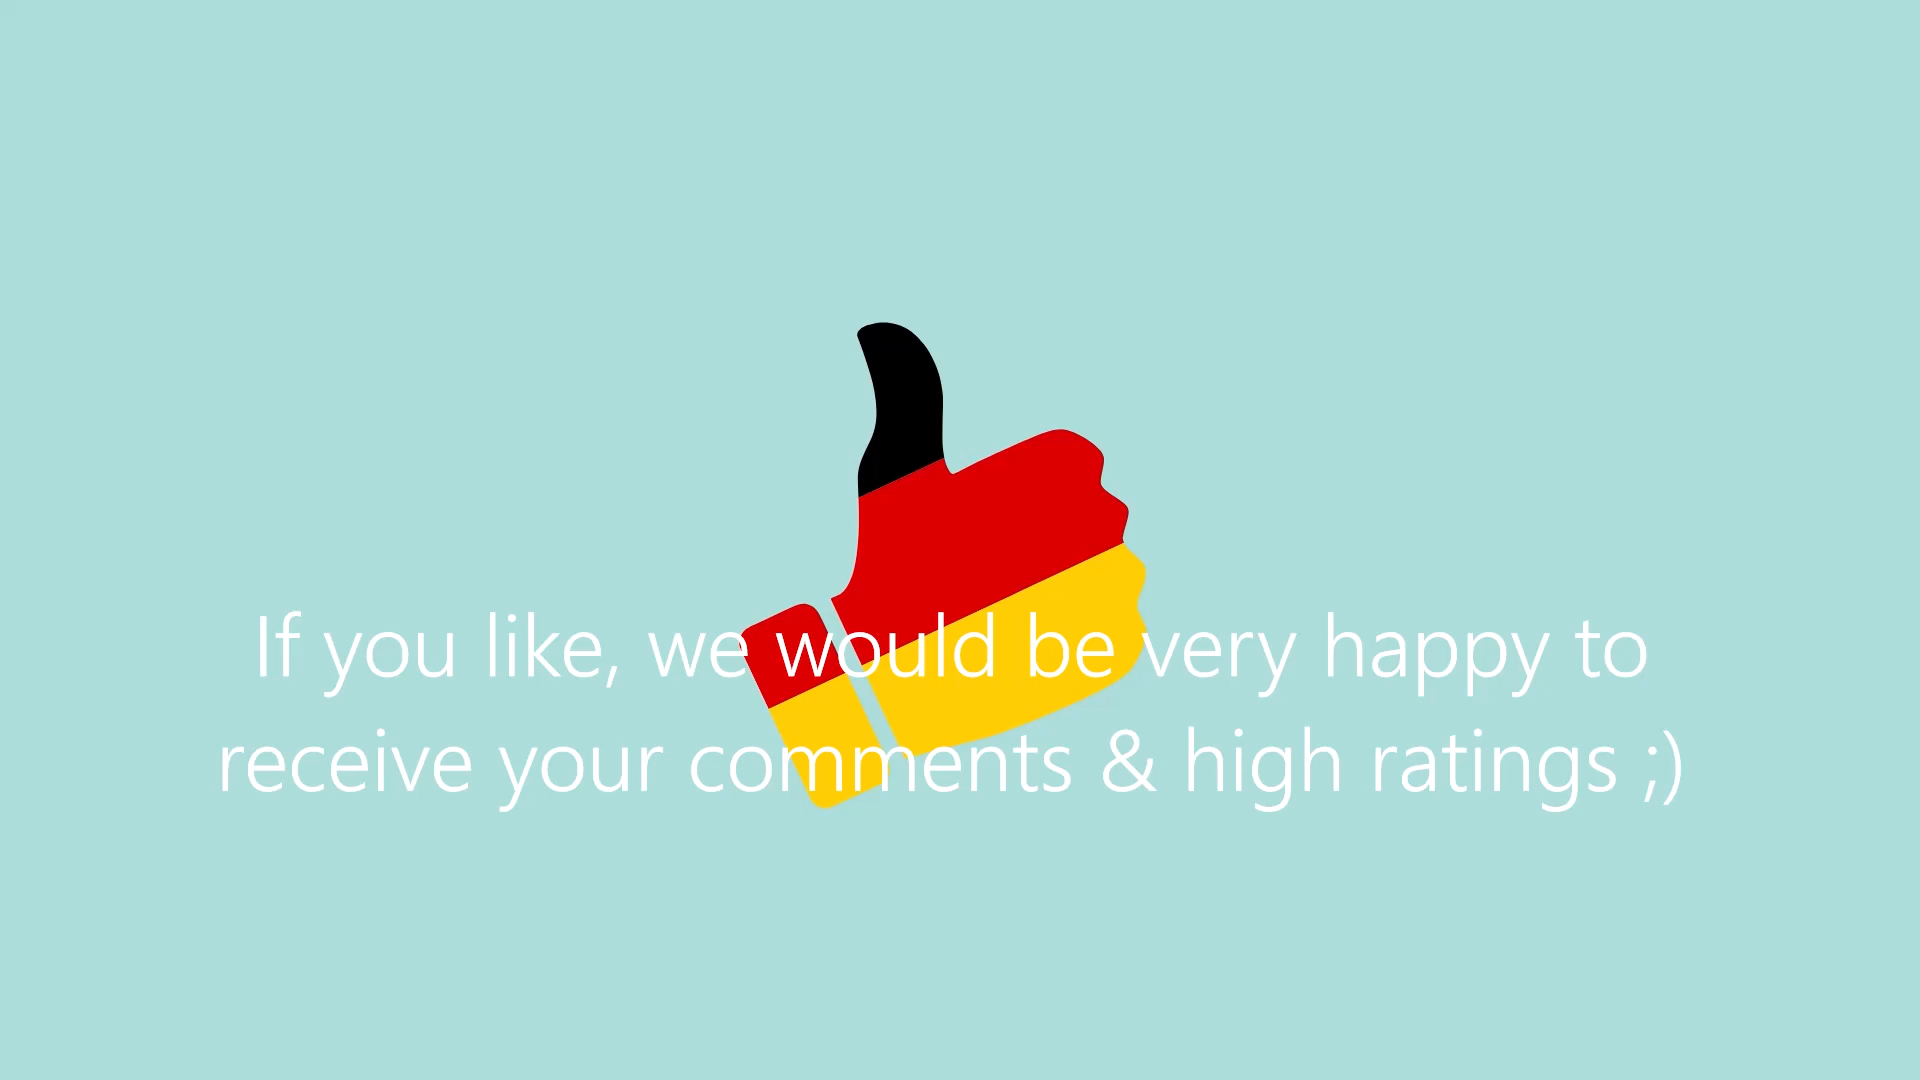 If you like, we would be very happy to
receive your comments & high ratings ;)